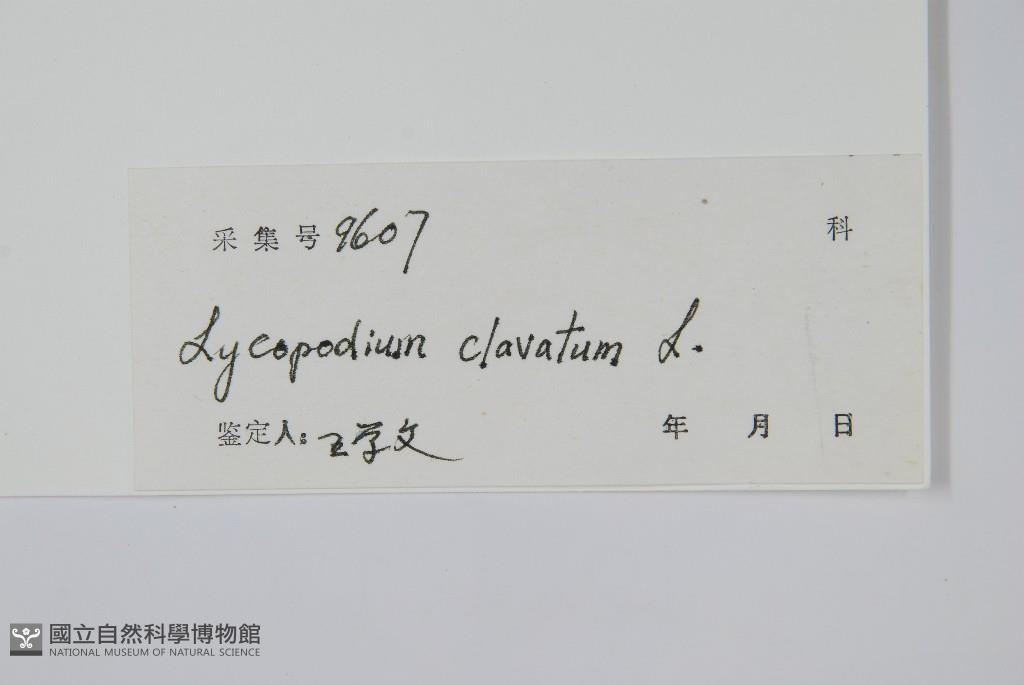 采集号 9607 科
Lycopodium clavatum L.
鉴定人：王学文 年 月 日
國立自然科學博物館
NATIONAL MUSEUM OF NATURAL SCIENCE